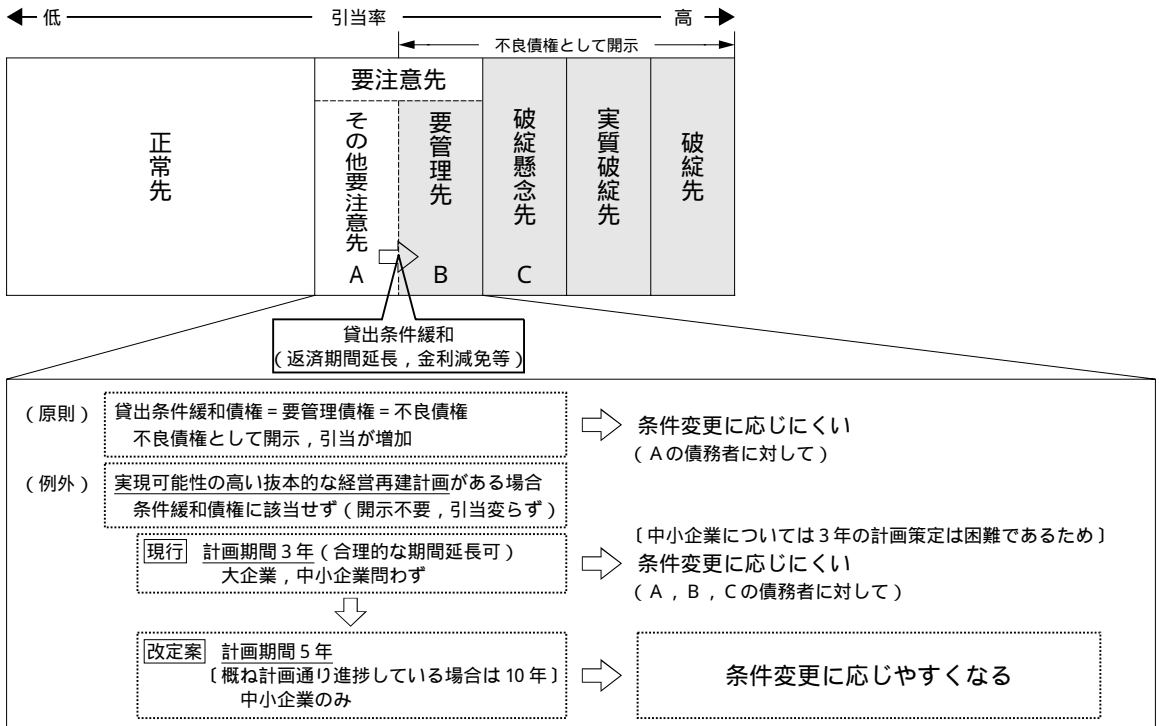 低 引当率 高
不良債権として開示
正常先
要注意先
その他要注意先
A
要管理先
B
破綻懸念先
C
実質破綻先
破綻先
貸出条件緩和
(返済期間延長,金利減免等)
(原則)
貸出条件緩和債権=要管理債権=不良債権
不良債権として開示,引当が増加
条件変更に応じにくい
(Aの債務者に対して)
(例外)
実現可能性の高い抜本的な経営再建計画がある場合
条件緩和債権に該当せず(開示不要,引当変らず)
現行 計画期間3年(合理的な期間延長可)
大企業,中小企業問わず
〔中小企業については3年の計画策定は困難であるため〕
条件変更に応じにくい
(A,B,Cの債務者に対して)
改定案 計画期間5年
〔概ね計画通り進捗している場合は10年〕
中小企業のみ
条件変更に応じやすくなる